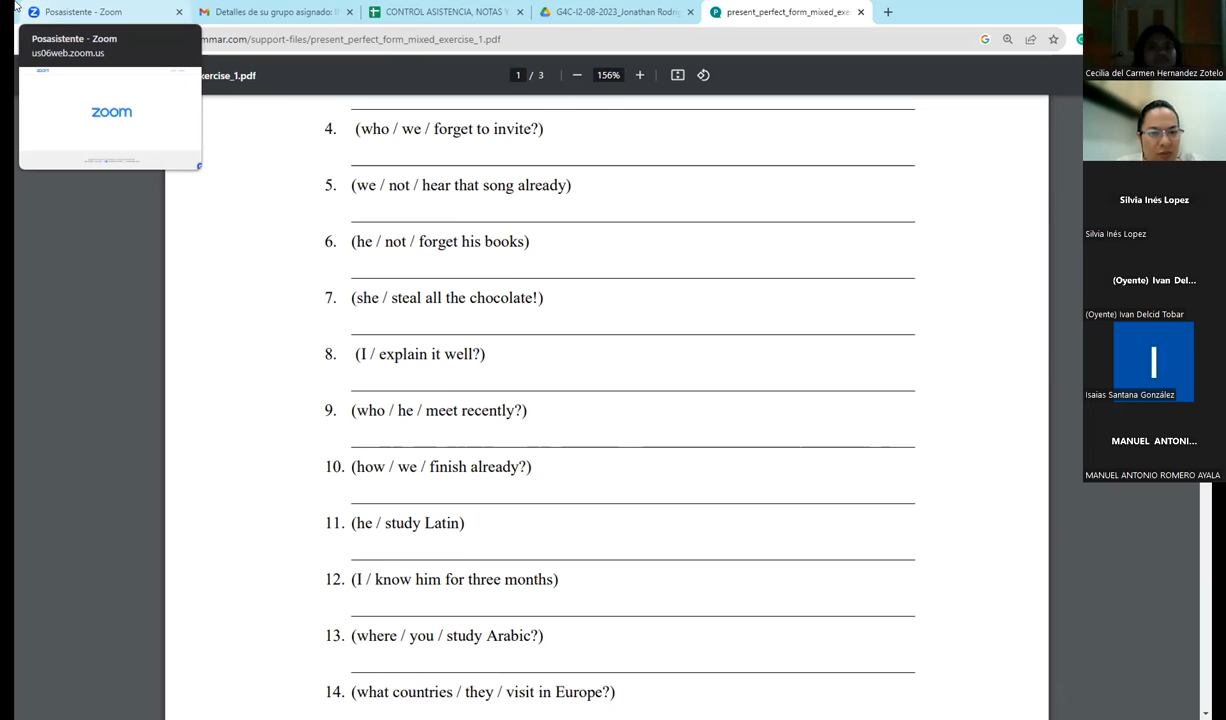 Posasistente - Zoom
Detalles de su grupo asignado: I
CONTROL ASISTENCIA, NOTAS Y
G4C-I2-08-2023_Jonathan Rodrig
present_perfect_form_mixed_exe
Posasistente - Zoom
us06web.zoom.us
mmar.com/support-files/present_perfect_form_mixed_exercise_1.pdf
zoom
zoom
xercise_1.pdf
1 / 3
156%
4. (who / we / forget to invite?)
5. (we / not / hear that song already)
6. (he / not / forget his books)
7. (she / steal all the chocolate!)
8. (I / explain it well?)
9. (who / he / meet recently?)
10. (how / we / finish already?)
11. (he / study Latin)
12. (I / know him for three months)
13. (where / you / study Arabic?)
14. (what countries / they / visit in Europe?)
Cecilia del Carmen Hernandez Zotelo
Silvia Inés Lopez
Silvia Inés Lopez
(Oyente) Ivan Del...
(Oyente) Ivan Delcid Tobar
I
Isaías Santana González
MANUEL ANTONI...
MANUEL ANTONIO ROMERO AYALA